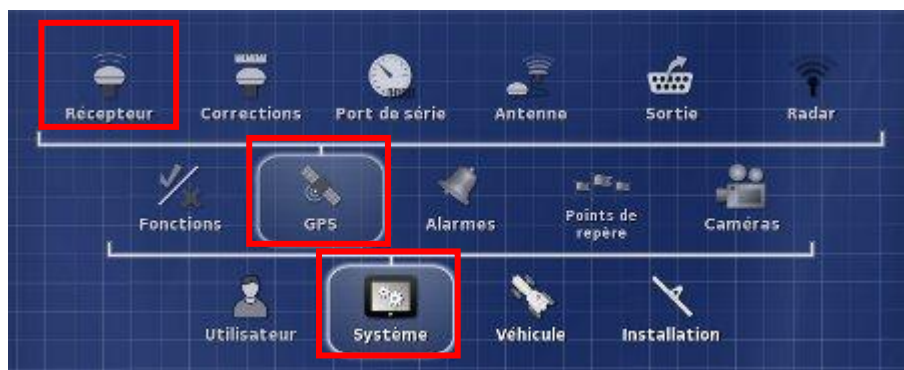 Récepteur Corrections Port de série Antenne Sortie Radar
Fonctions GPS Alarmes Points de repère Caméras
Utilisateur Système Véhicule Installation